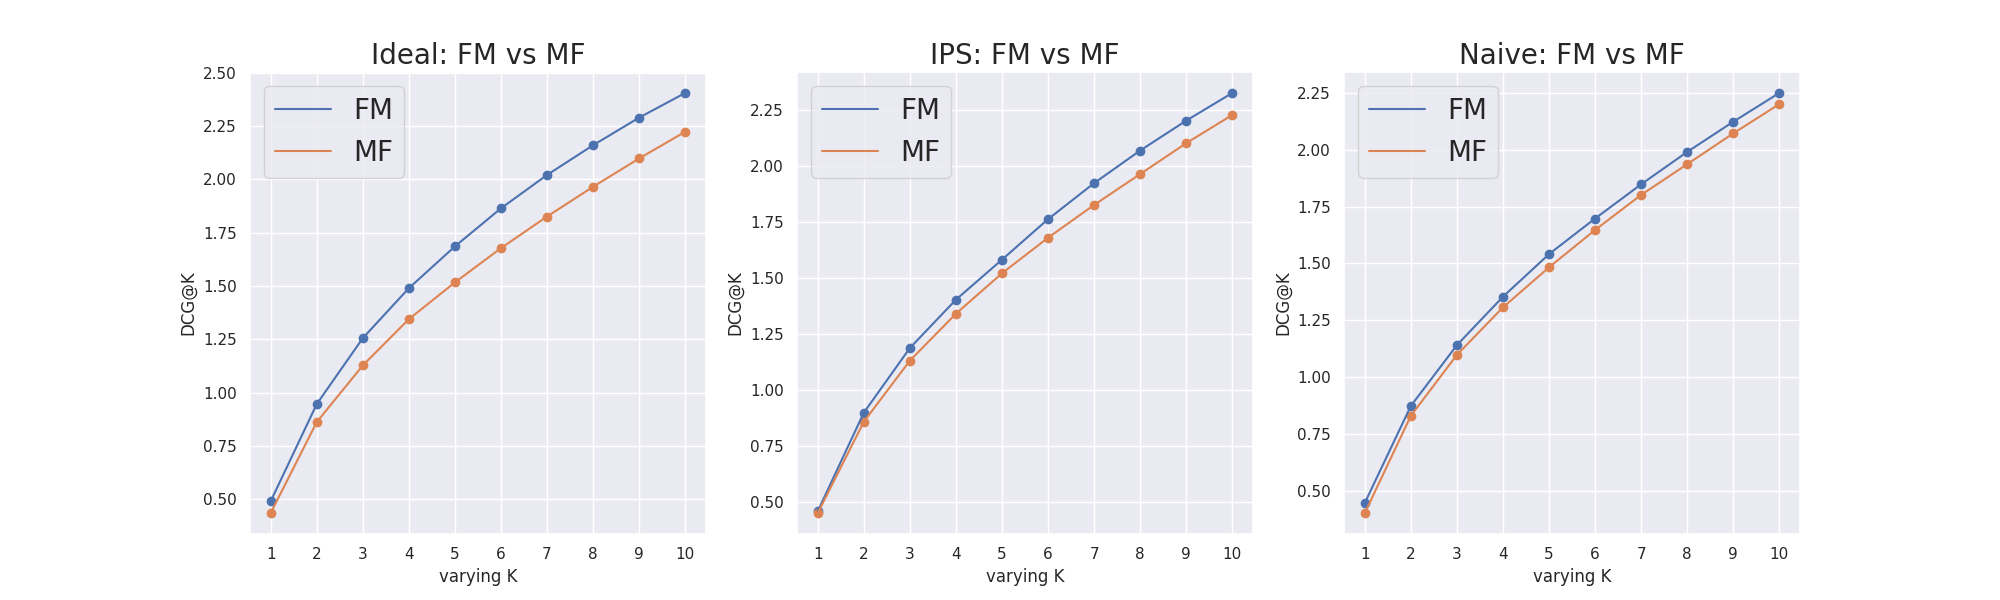 Ideal: FM vs MF
FM
MF
2.50
2.25
2.00
1.75
1.50
1.25
1.00
0.75
0.50
DCG@K
1 2 3 4 5 6 7 8 9 10
varying K
IPS: FM vs MF
FM
MF
2.25
2.00
1.75
1.50
1.25
1.00
0.75
0.50
DCG@K
1 2 3 4 5 6 7 8 9 10
varying K
Naive: FM vs MF
FM
MF
2.25
2.00
1.75
1.50
1.25
1.00
0.75
0.50
DCG@K
1 2 3 4 5 6 7 8 9 10
varying K